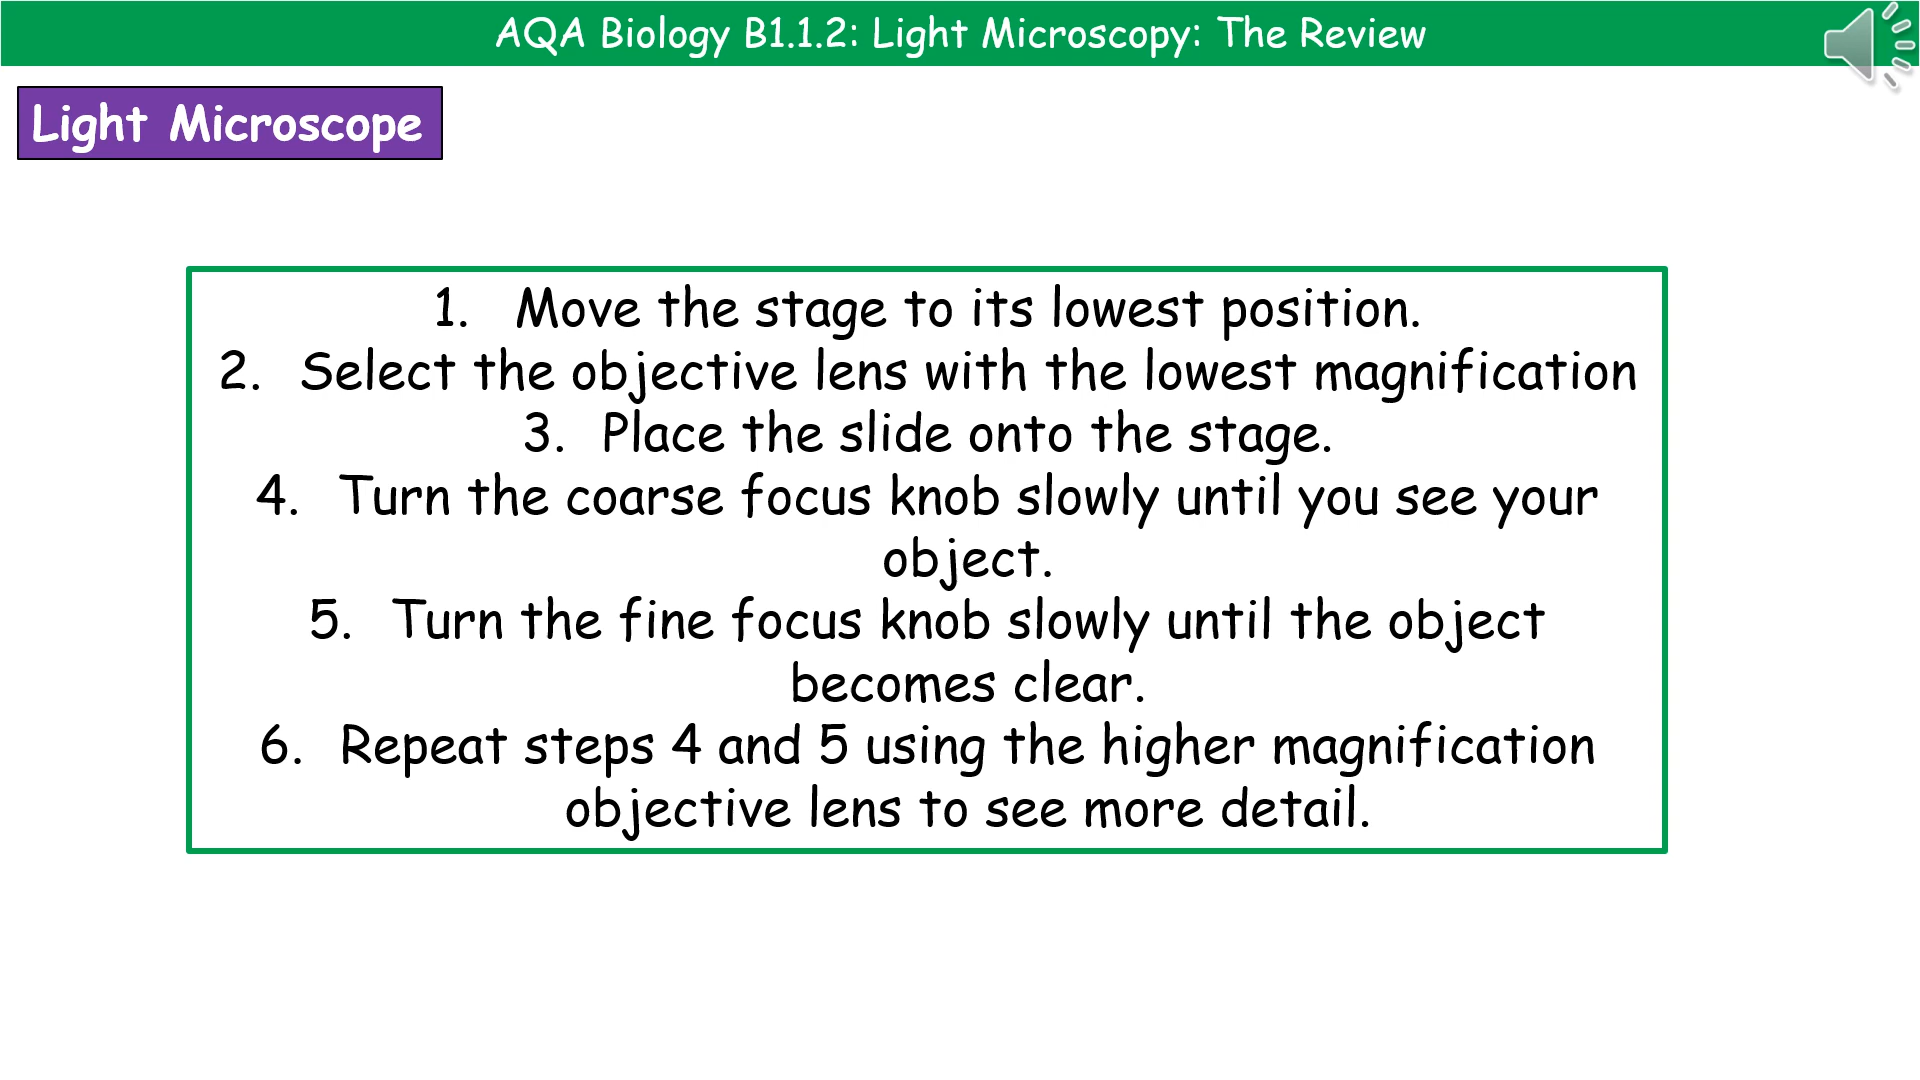 AQA Biology B1.1.2: Light Microscopy: The Review
Light Microscope
1. Move the stage to its lowest position.
2. Select the objective lens with the lowest magnification
3. Place the slide onto the stage.
4. Turn the coarse focus knob slowly until you see your
object.
5. Turn the fine focus knob slowly until the object
becomes clear.
6. Repeat steps 4 and 5 using the higher magnification
objective lens to see more detail.